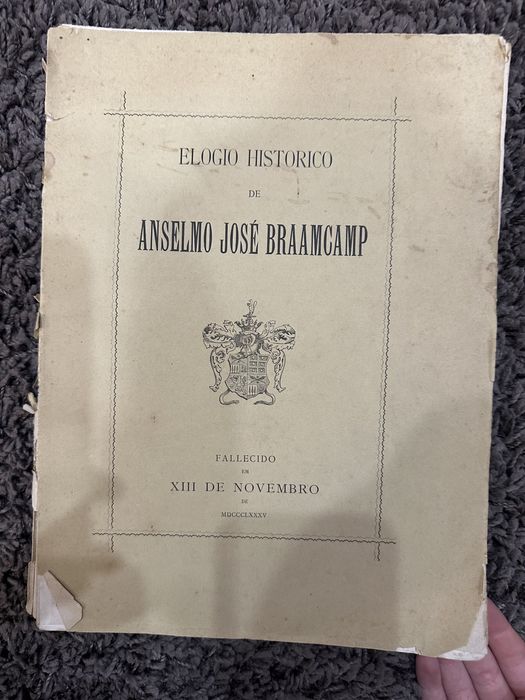 ELOGIO HISTORICO
DE
ANSELMO JOSÉ BRAAMCAMP
FALLECIDO
EM
XIII DE NOVEMBRO
DE
MDCCCLXXXV